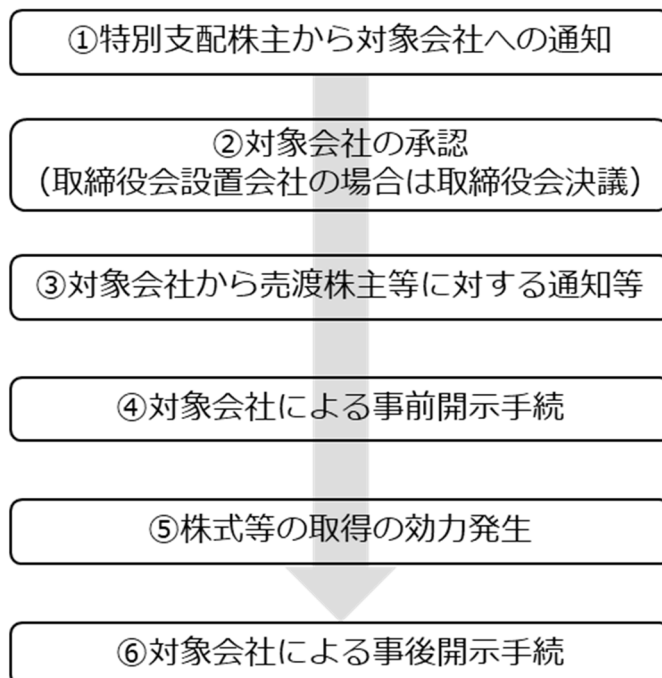 ①特別支配株主から対象会社への通知
②対象会社の承認
（取締役会設置会社の場合は取締役会決議）
③対象会社から売渡株主等に対する通知等
④対象会社による事前開示手続
⑤株式等の取得の効力発生
⑥対象会社による事後開示手続